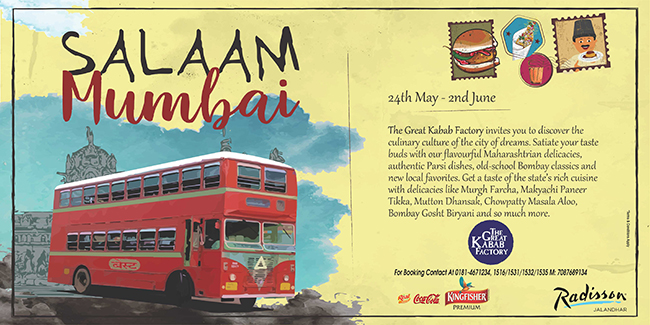 SALAAM
Mumbai
24th May - 2nd June
The Great Kabab Factory invites you to discover the
culinary culture of the city of dreams. Satiate your taste
buds with our flavourful Maharashtrian delicacies,
authentic Parsi dishes, old-school Bombay classics and
new local favorites. Get a taste of the state's rich cuisine
with delicacies like Murgh Farcha, Makyachi Paneer
Tikka, Mutton Dhansak, Chowpatty Masala Aloo,
Bombay Gosht Biryani and so much more.
THE
GREAT
KABAB
FACTORY
Terms & Conditions Apply
For Booking Contact At 0181-4671234, 1516/1531/1532/1535 M: 7087689134
Coca-Cola
KINGFISHER
PREMIUM
Radisson
JALANDHAR